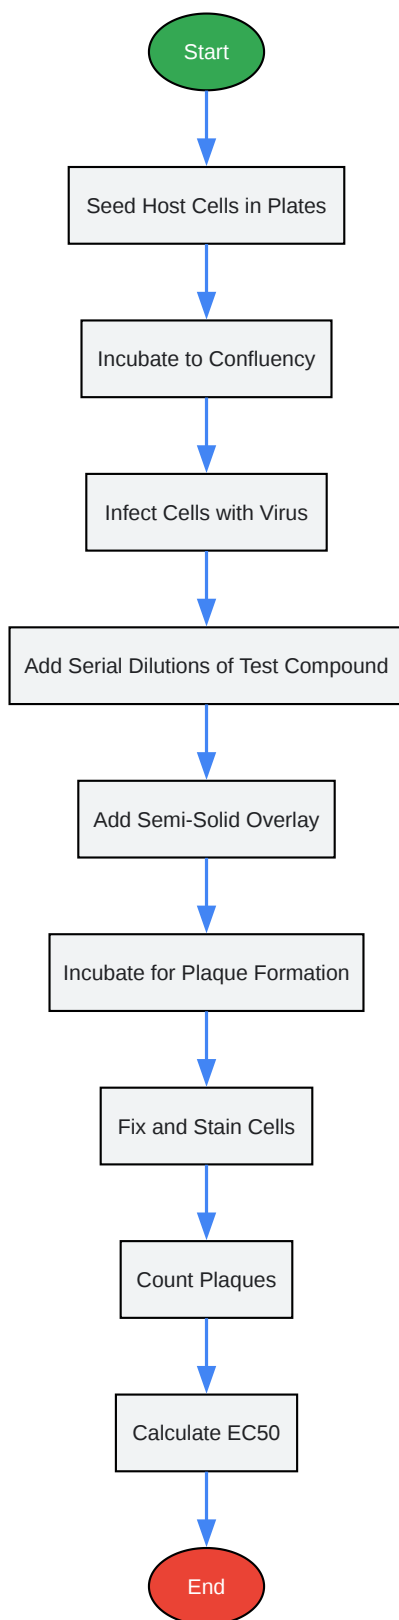 Start
Seed Host Cells in Plates
Incubate to Confluency
Infect Cells with Virus
Add Serial Dilutions of Test Compound
Add Semi-Solid Overlay
Incubate for Plaque Formation
Fix and Stain Cells
Count Plaques
Calculate EC50
End